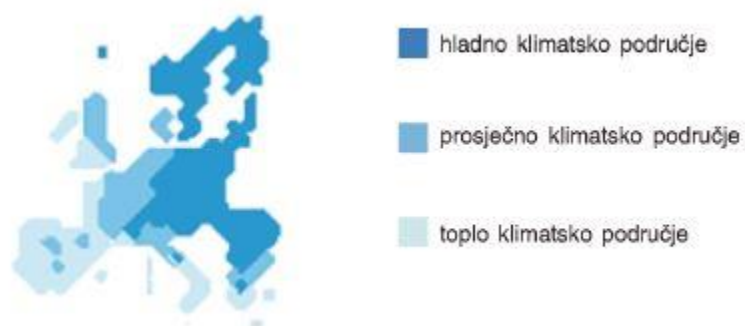 hladno klimatsko područje
prosječno klimatsko područje
toplo klimatsko područje